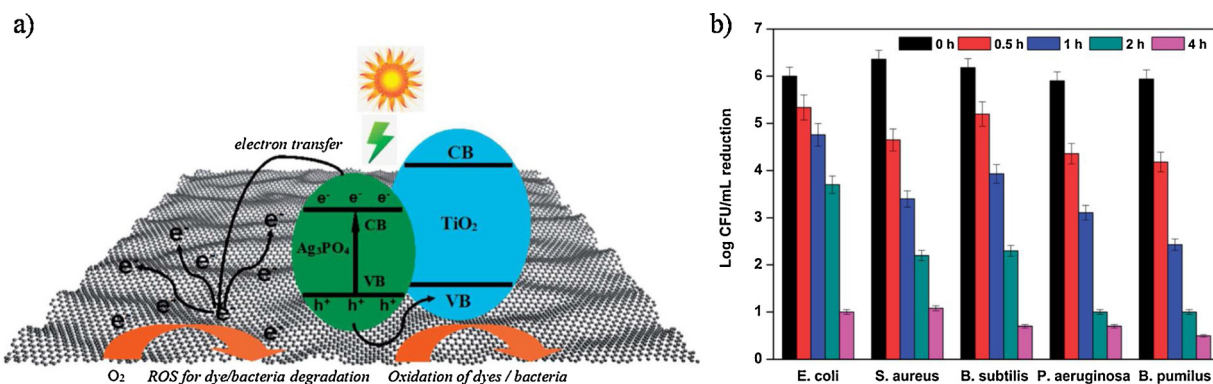 a)
electron transfer
CB
e⁻ e⁻ e⁻
CB
TiO₂
Ag₃PO₄
VB
h⁺ h⁺ h⁺
VB
e⁻
e⁻
e⁻
e⁻
e⁻
e
e⁻
e⁻
O₂ ROS for dye/bacteria degradation Oxidation of dyes / bacteria
b)
0 h 0.5 h 1 h 2 h 4 h
Log CFU/mL reduction
7
6
5
4
3
2
1
0
E. coli S. aureus B. subtilis P. aeruginosa B. pumilus